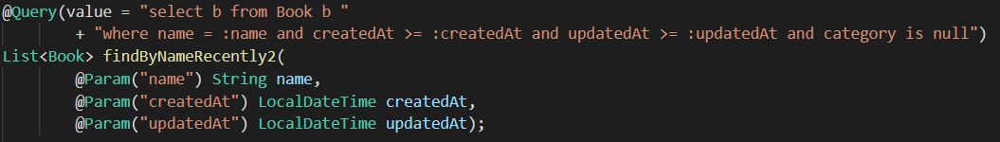 @Query(value = "select b from Book b "
        + "where name = :name and createdAt >= :createdAt and updatedAt >= :updatedAt and category is null")
List<Book> findByNameRecently2(
        @Param("name") String name,
        @Param("createdAt") LocalDateTime createdAt,
        @Param("updatedAt") LocalDateTime updatedAt);